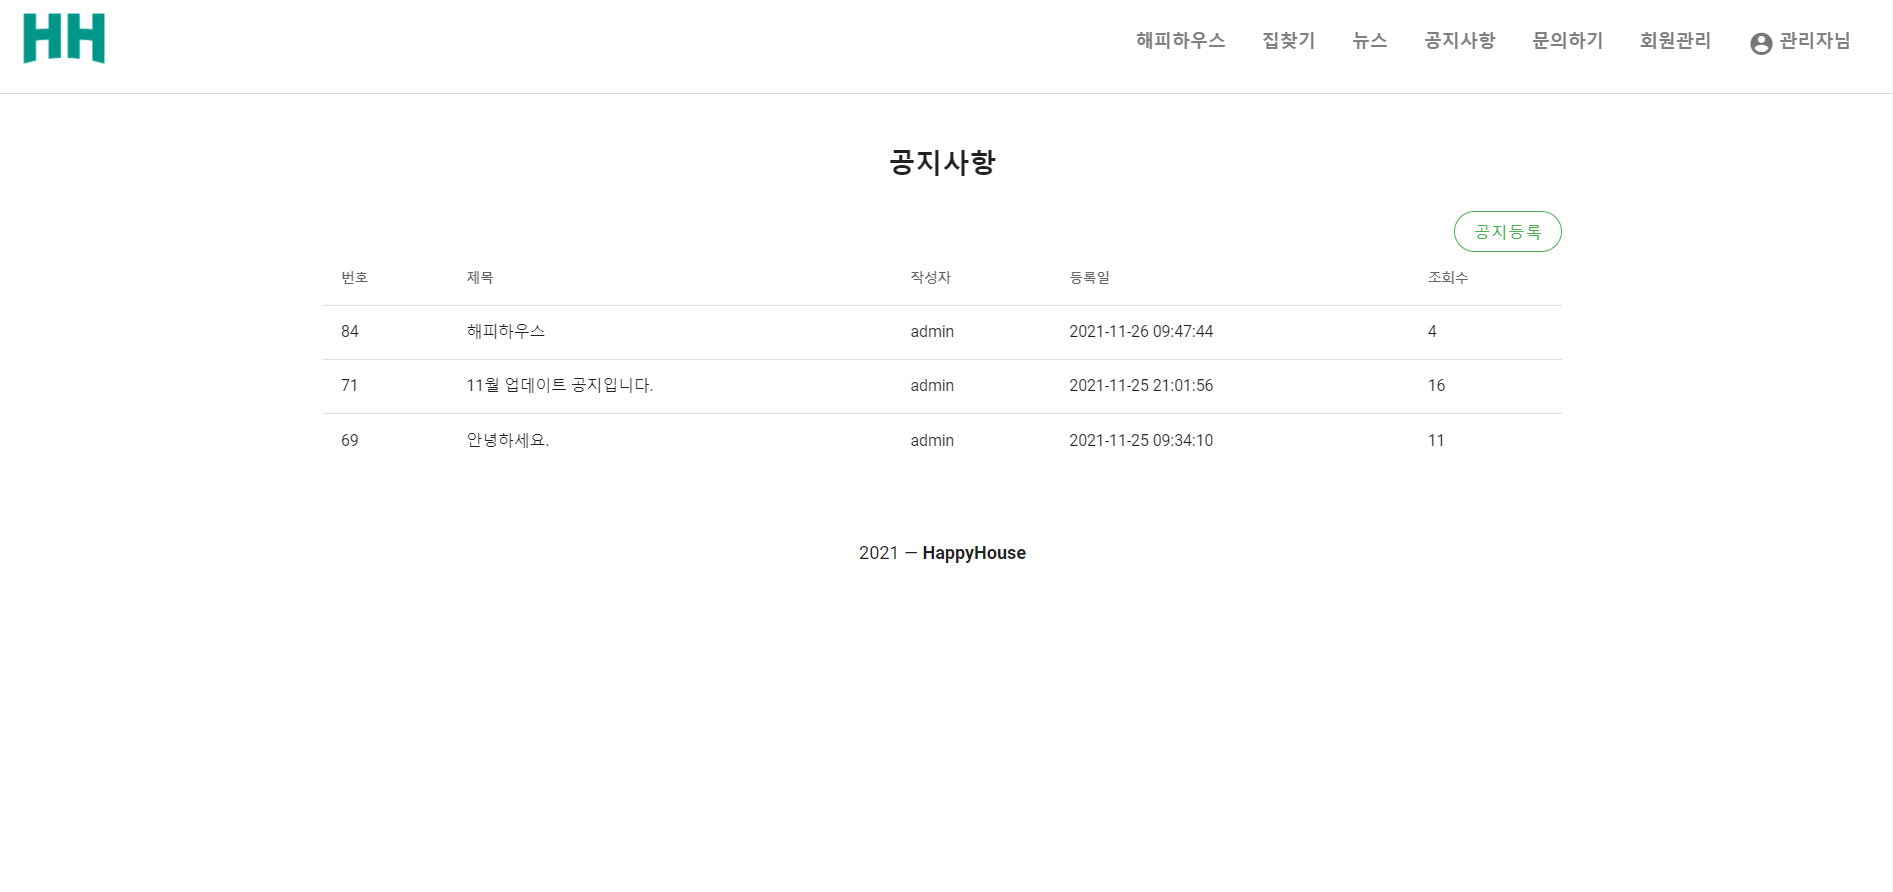 HH
해피하우스 집찾기 뉴스 공지사항 문의하기 회원관리 관리자님
공지사항
공지등록
번호 제목 작성자 등록일 조회수
84 해피하우스 admin 2021-11-26 09:47:44 4
71 11월 업데이트 공지입니다. admin 2021-11-25 21:01:56 16
69 안녕하세요. admin 2021-11-25 09:34:10 11
2021 — HappyHouse